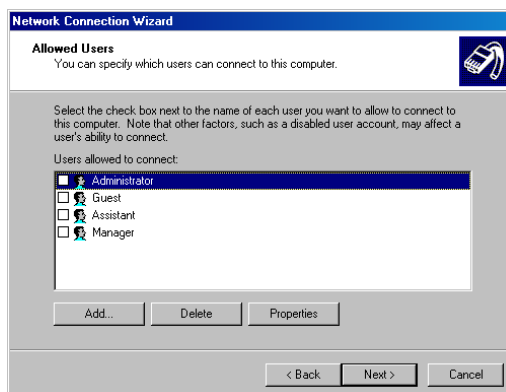 Network Connection Wizard
Allowed Users
You can specify which users can connect to this computer.
Select the check box next to the name of each user you want to allow to connect to
this computer. Note that other factors, such as a disabled user account, may affect a
user's ability to connect.
Users allowed to connect:
Administrator
Guest
Assistant
Manager
Add... Delete Properties
< Back Next > Cancel